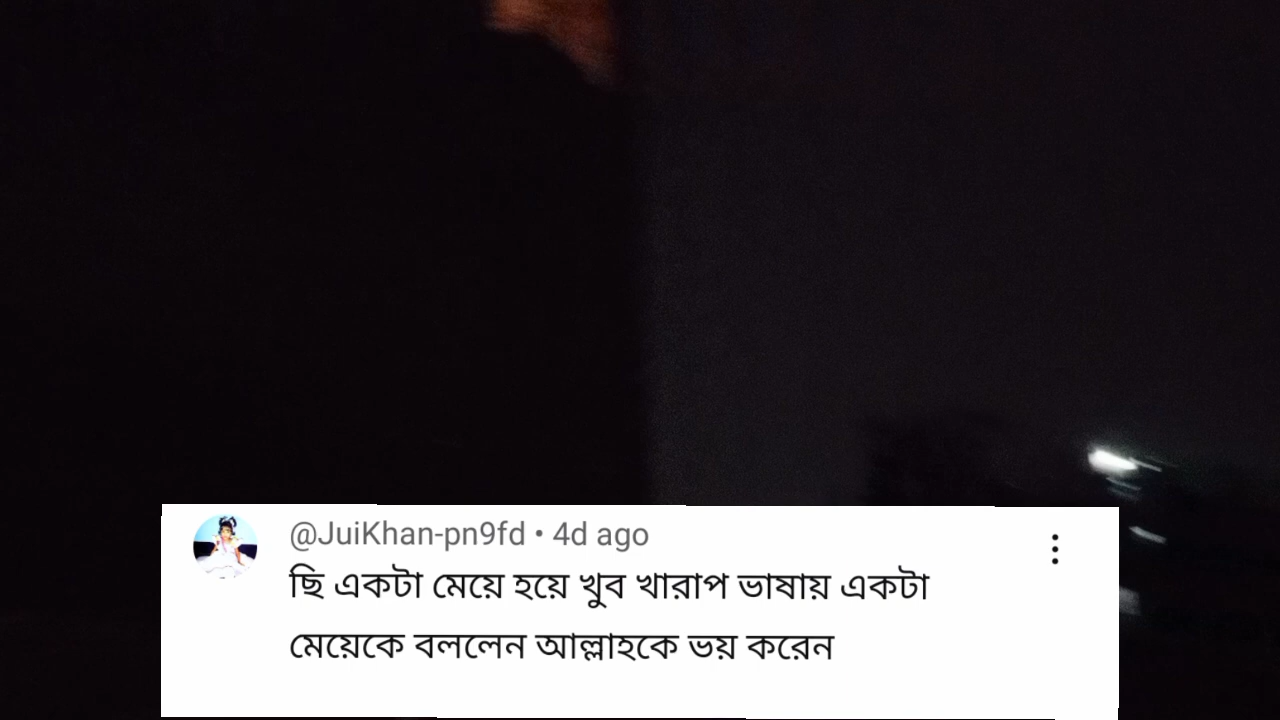 @JuiKhan-pn9fd • 4d ago
ছি একটা মেয়ে হয়ে খুব খারাপ ভাষায় একটা
মেয়েকে বললেন আল্লাহকে ভয় করেন